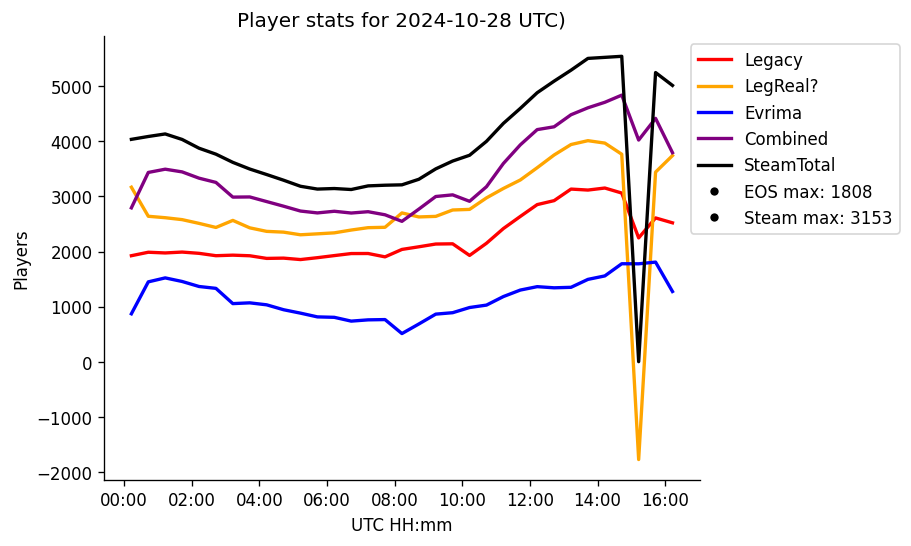 Player stats for 2024-10-28 UTC)
Legacy
LegReal?
Evrima
Combined
SteamTotal
EOS max: 1808
Steam max: 3153
Players
5000
4000
3000
2000
1000
0
−1000
−2000
00:00 02:00 04:00 06:00 08:00 10:00 12:00 14:00 16:00
UTC HH:mm